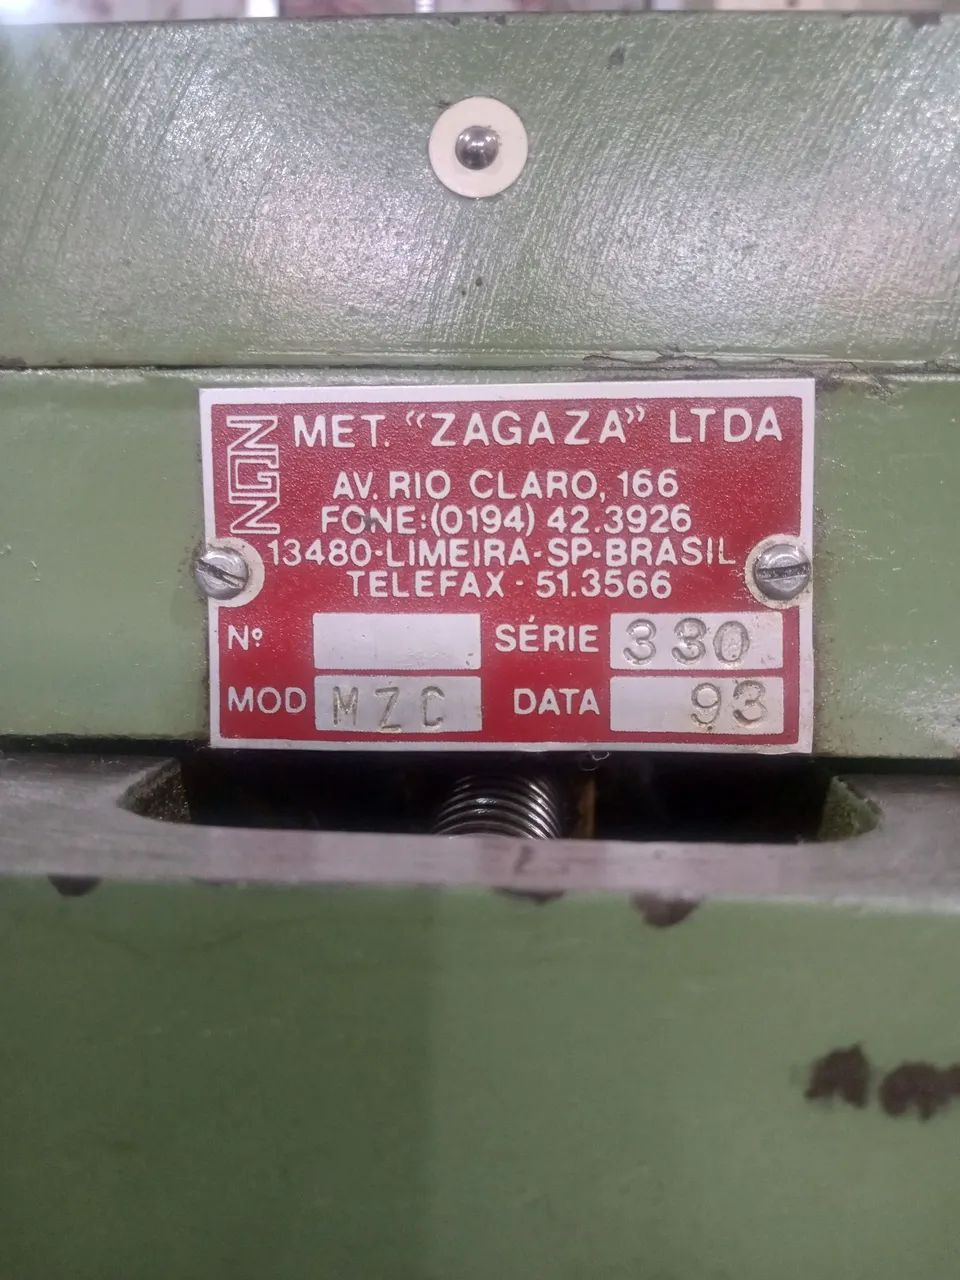 MET. "ZAGAZA" LTDA
AV. RIO CLARO, 166
FONE:(0194) 42.3926
13480-LIMEIRA-SP-BRASIL
TELEFAX - 51.3566
Nº SÉRIE 330
MOD MZC DATA 93